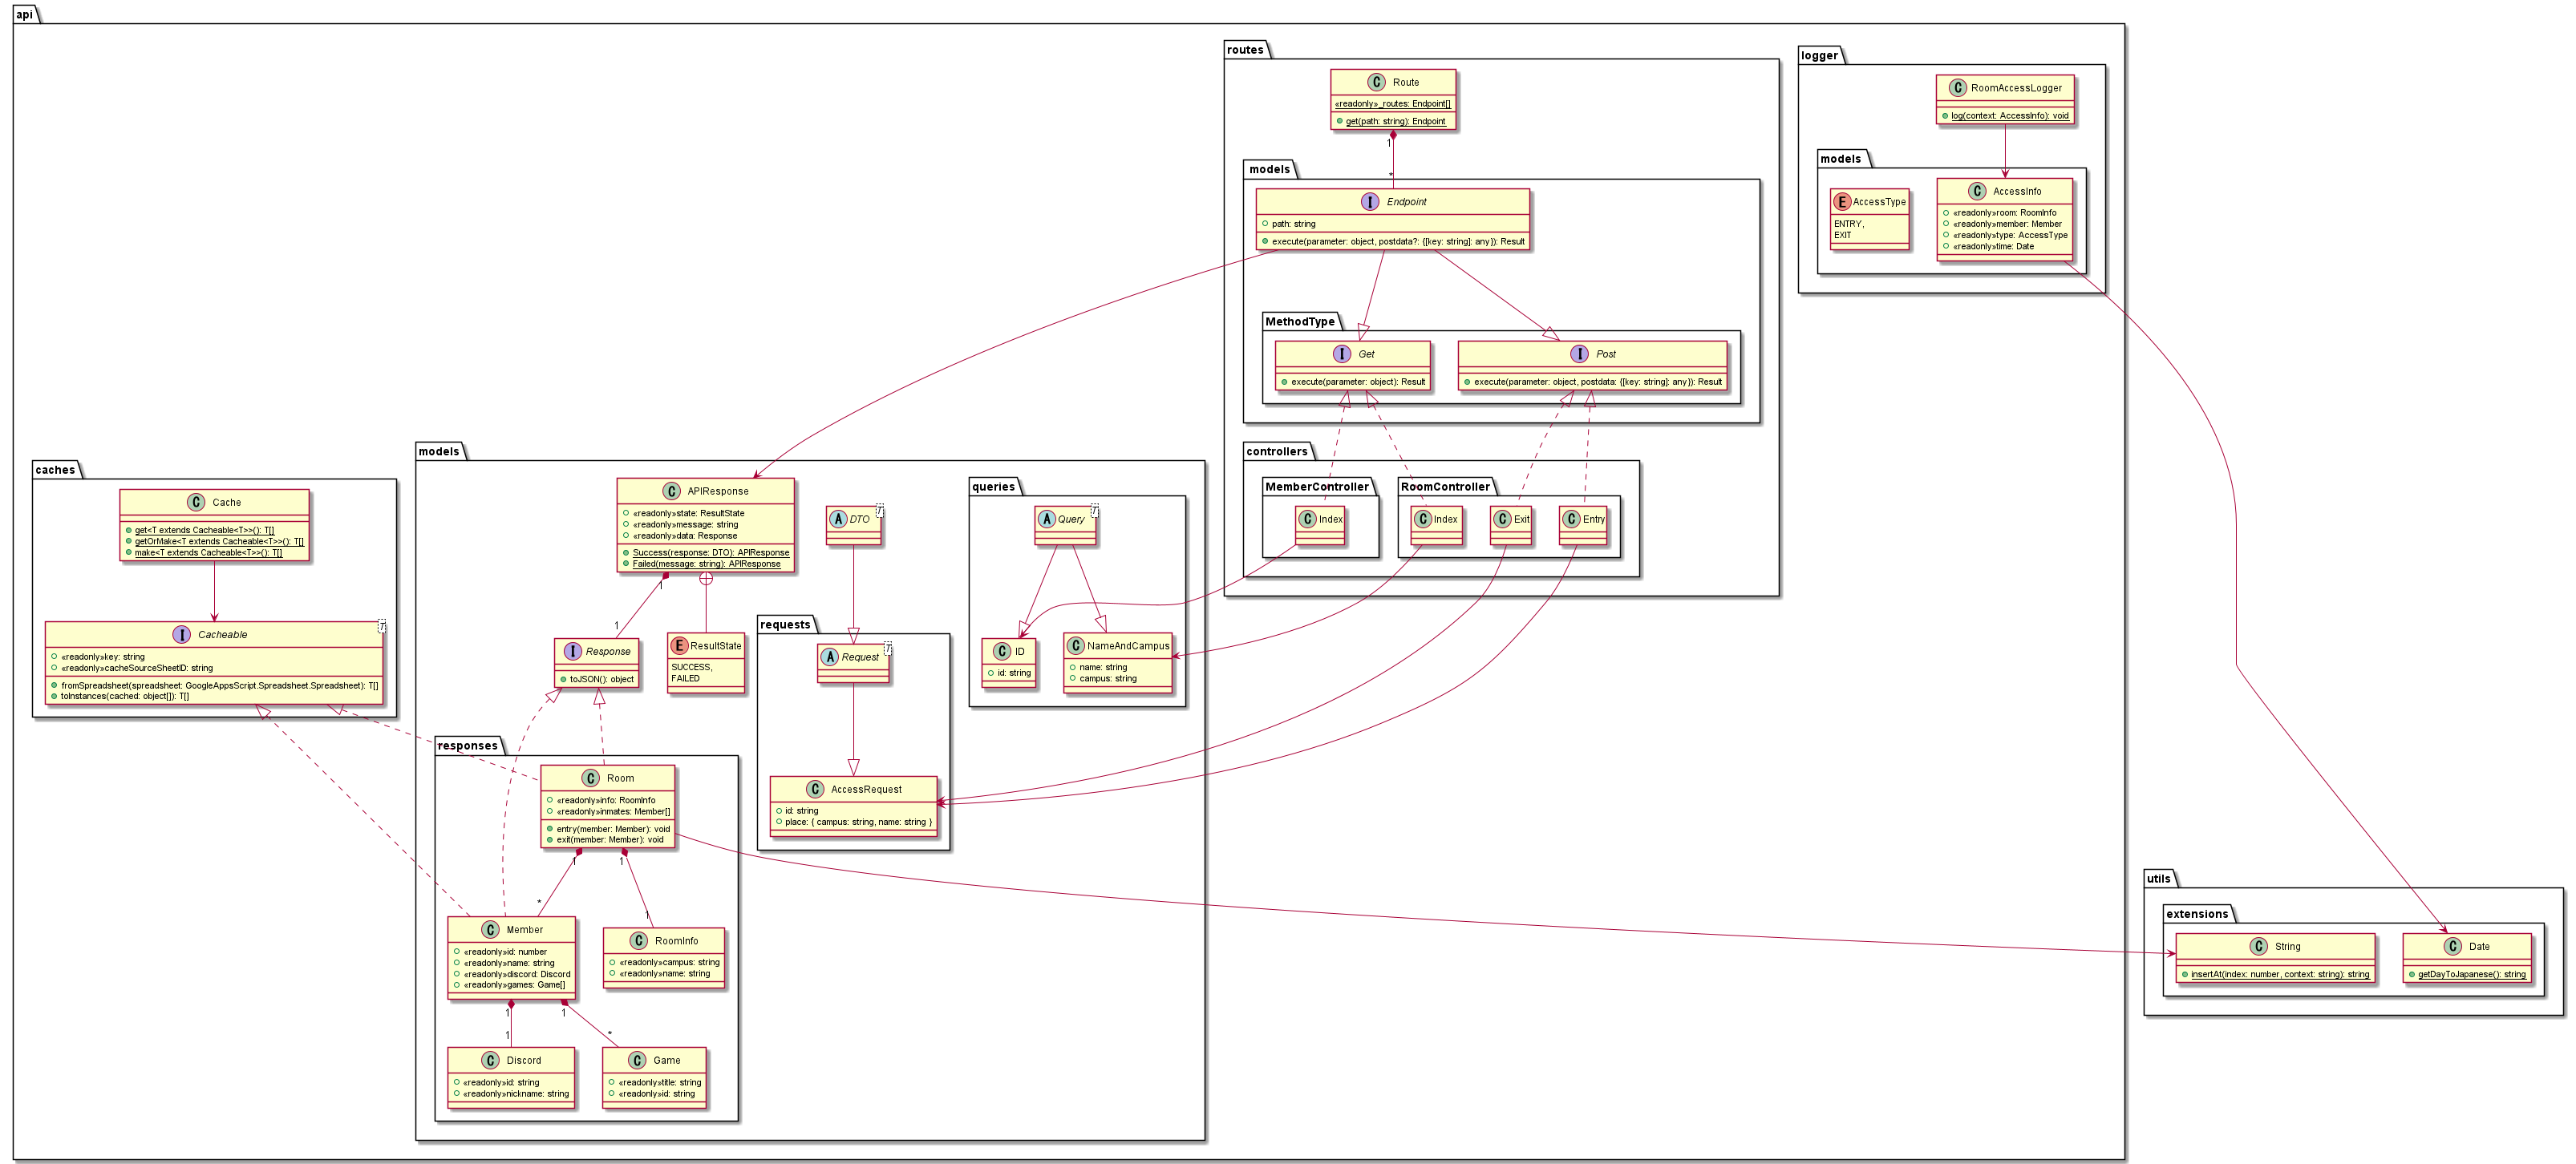 api
routes
C Route
«readonly»_routes: Endpoint[]
get(path: string): Endpoint
1
*
models
I Endpoint
path: string
execute(parameter: object, postdata?: {[key: string]: any}): Result
MethodType
I Get
execute(parameter: object): Result
I Post
execute(parameter: object, postdata: {[key: string]: any}): Result
controllers
MemberController
C Index
RoomController
C Index
C Exit
C Entry
logger
C RoomAccessLogger
log(context: AccessInfo): void
models
E AccessType
ENTRY,
EXIT
C AccessInfo
«readonly»room: RoomInfo
«readonly»member: Member
«readonly»type: AccessType
«readonly»time: Date
caches
C Cache
get<T extends Cacheable<T>>(): T[]
getOrMake<T extends Cacheable<T>>(): T[]
make<T extends Cacheable<T>>(): T[]
I Cacheable T
«readonly»key: string
«readonly»cacheSourceSheetID: string
fromSpreadsheet(spreadsheet: GoogleAppsScript.Spreadsheet.Spreadsheet): T[]
toInstances(cached: object[]): T[]
models
C APIResponse
«readonly»state: ResultState
«readonly»message: string
«readonly»data: Response
Success(response: DTO): APIResponse
Failed(message: string): APIResponse
1
1
I Response
toJSON(): object
E ResultState
SUCCESS,
FAILED
A DTO T
requests
A Request T
C AccessRequest
id: string
place: { campus: string, name: string }
queries
A Query T
C ID
id: string
C NameAndCampus
name: string
campus: string
responses
C Room
«readonly»info: RoomInfo
«readonly»inmates: Member[]
entry(member: Member): void
exit(member: Member): void
1
1
*
1
C Member
«readonly»id: number
«readonly»name: string
«readonly»discord: Discord
«readonly»games: Game[]
C RoomInfo
«readonly»campus: string
«readonly»name: string
1
1
1
*
C Discord
«readonly»id: string
«readonly»nickname: string
C Game
«readonly»title: string
«readonly»id: string
utils
extensions
C String
insertAt(index: number, context: string): string
C Date
getDayToJapanese(): string